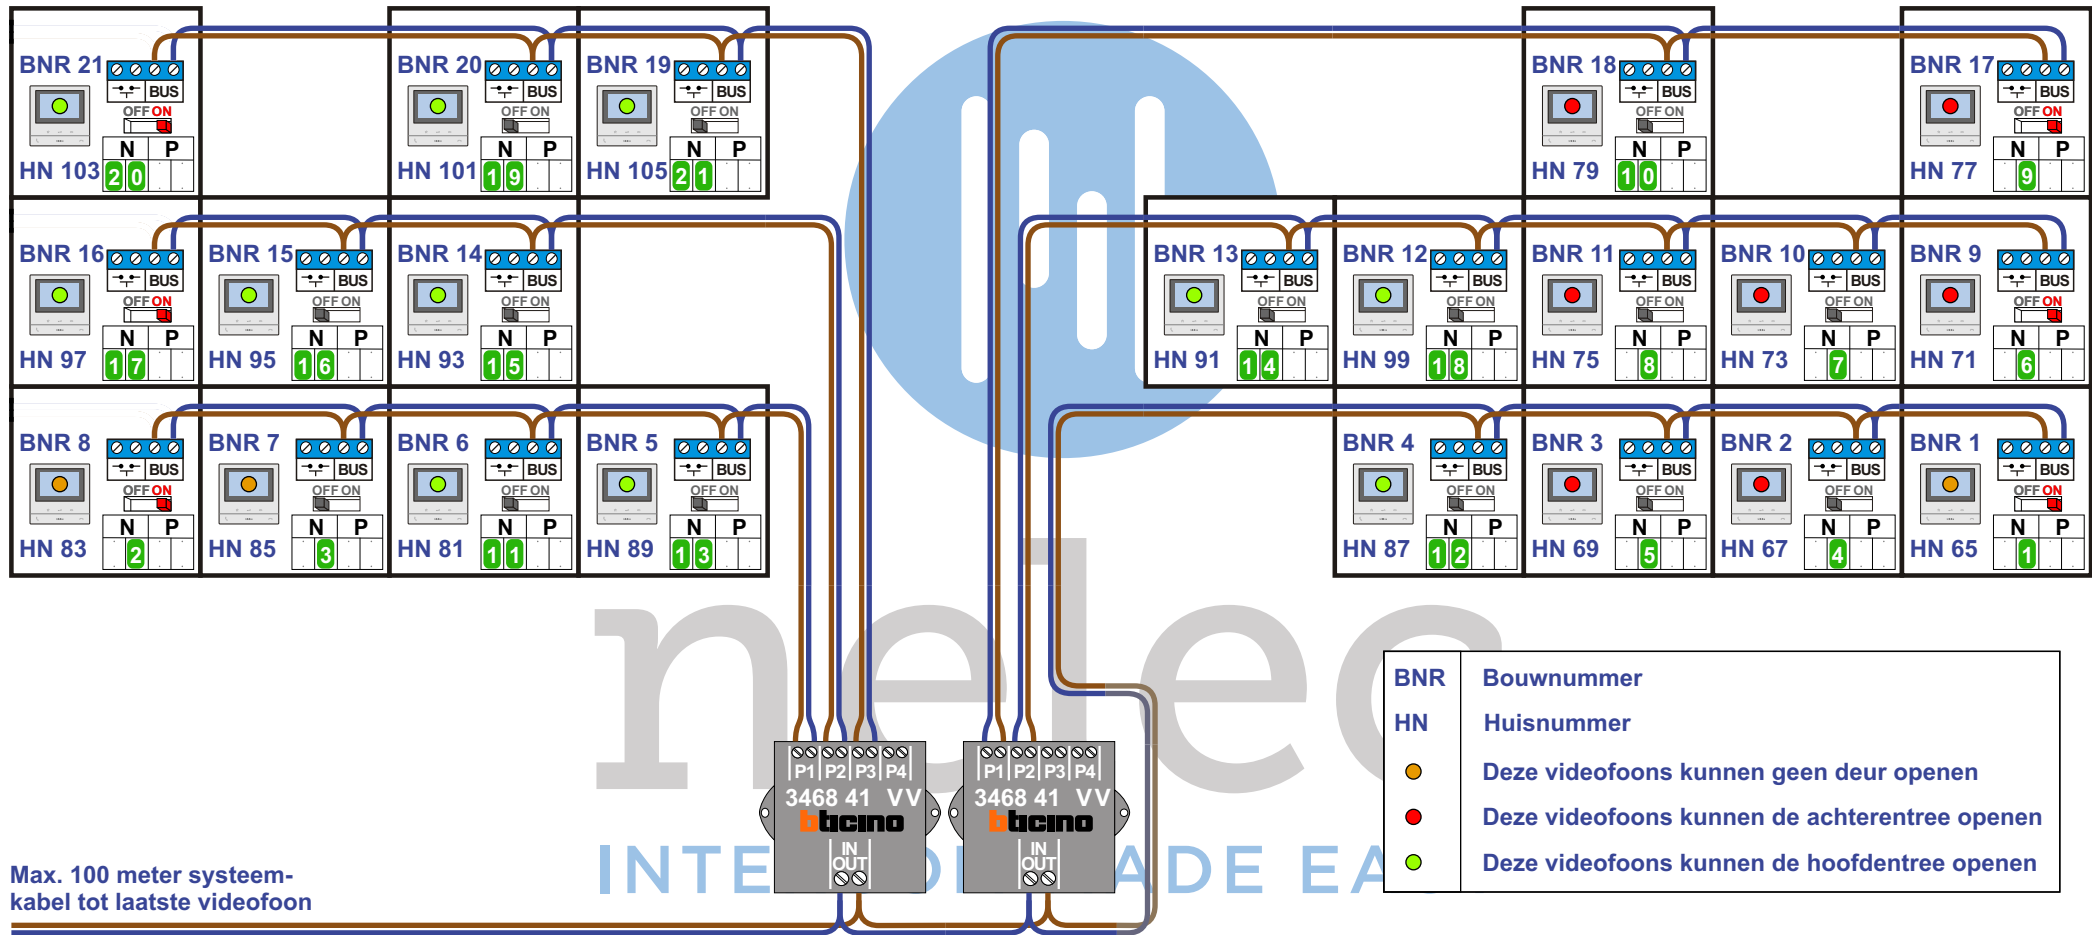 BNR 21
BUS
OFF ON
N P
HN 103
2 0
BNR 20
BUS
OFF ON
N P
HN 101
1 9
BNR 19
BUS
OFF ON
N P
HN 105
2 1
BNR 18
BUS
OFF ON
N P
HN 79
1 0
BNR 17
BUS
OFF ON
N P
HN 77
9
BNR 16
BUS
OFF ON
N P
HN 97
1 7
BNR 15
BUS
OFF ON
N P
HN 95
1 6
BNR 14
BUS
OFF ON
N P
HN 93
1 5
BNR 13
BUS
OFF ON
N P
HN 91
1 4
BNR 12
BUS
OFF ON
N P
HN 99
1 8
BNR 11
BUS
OFF ON
N P
HN 75
8
BNR 10
BUS
OFF ON
N P
HN 73
7
BNR 9
BUS
OFF ON
N P
HN 71
6
BNR 8
BUS
OFF ON
N P
HN 83
2
BNR 7
BUS
OFF ON
N P
HN 85
3
BNR 6
BUS
OFF ON
N P
HN 81
1 1
BNR 5
BUS
OFF ON
N P
HN 89
1 3
BNR 4
BUS
OFF ON
N P
HN 87
1 2
BNR 3
BUS
OFF ON
N P
HN 69
5
BNR 2
BUS
OFF ON
N P
HN 67
4
BNR 1
BUS
OFF ON
N P
HN 65
1
nelec
P1 P2 P3 P4
3468 41 VV
bticino
IN
OUT
P1 P2 P3 P4
3468 41 VV
bticino
IN
OUT
BNR Bouwnummer
HN Huisnummer
Deze videofoons kunnen geen deur openen
Deze videofoons kunnen de achterentree openen
Deze videofoons kunnen de hoofdentree openen
Max. 100 meter systeem-
kabel tot laatste videofoon